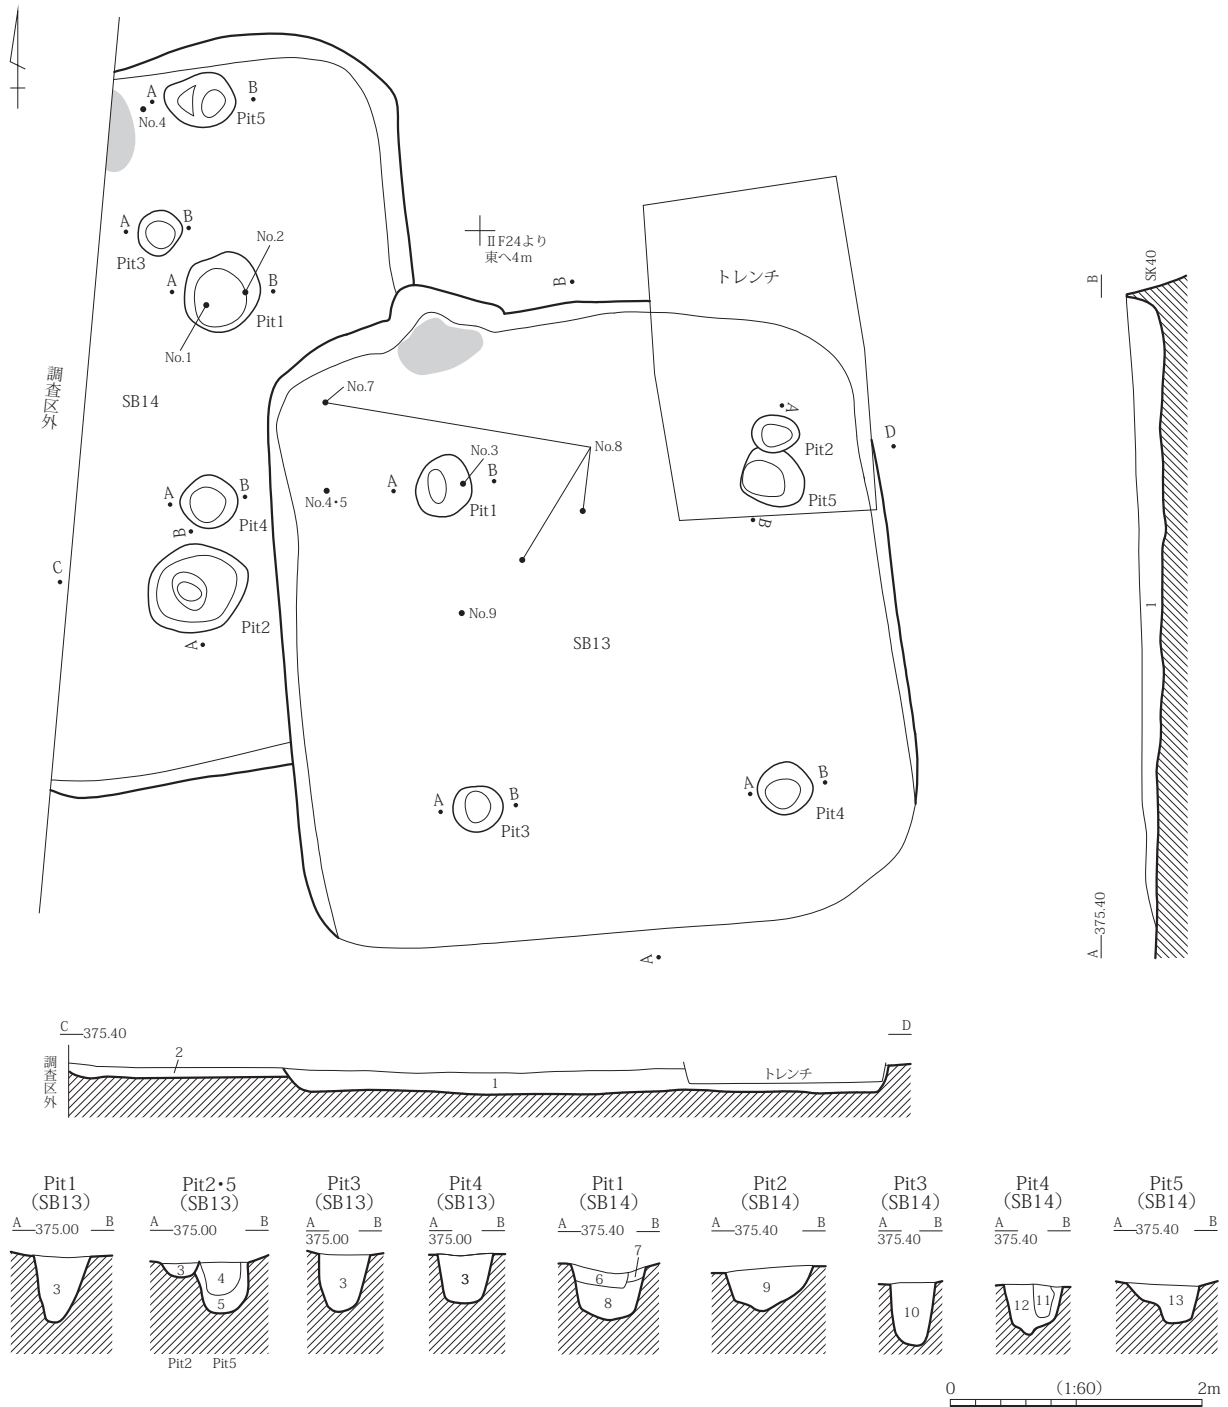 A
B
No.4
Pit5
A
B
Pit3
No.2
A
B
Pit1
No.1
ⅡF24より
東へ4m
B
トレンチ
調査区外
SB14
No.7
No.8
No.3
A
B
Pit1
No.4・5
A
Pit2
Pit5
B
D
A
B
Pit4
B
C
Pit2
A
No.9
SB13
A
B
Pit3
A
B
Pit4
A
B
SK40
1
A
375.40
C
375.40
D
調査区外
2
1
トレンチ
Pit1
(SB13)
A
375.00
B
3
Pit2・5
(SB13)
A
375.00
B
3
4
5
Pit2
Pit5
Pit3
(SB13)
A
B
375.00
3
Pit4
(SB13)
A
B
375.00
3
Pit1
(SB14)
A
375.40
B
7
6
8
Pit2
(SB14)
A
375.40
B
9
Pit3
(SB14)
A
B
375.40
10
Pit4
(SB14)
A
B
375.40
12
11
Pit5
(SB14)
A
375.40
B
13
0
(1:60)
2m